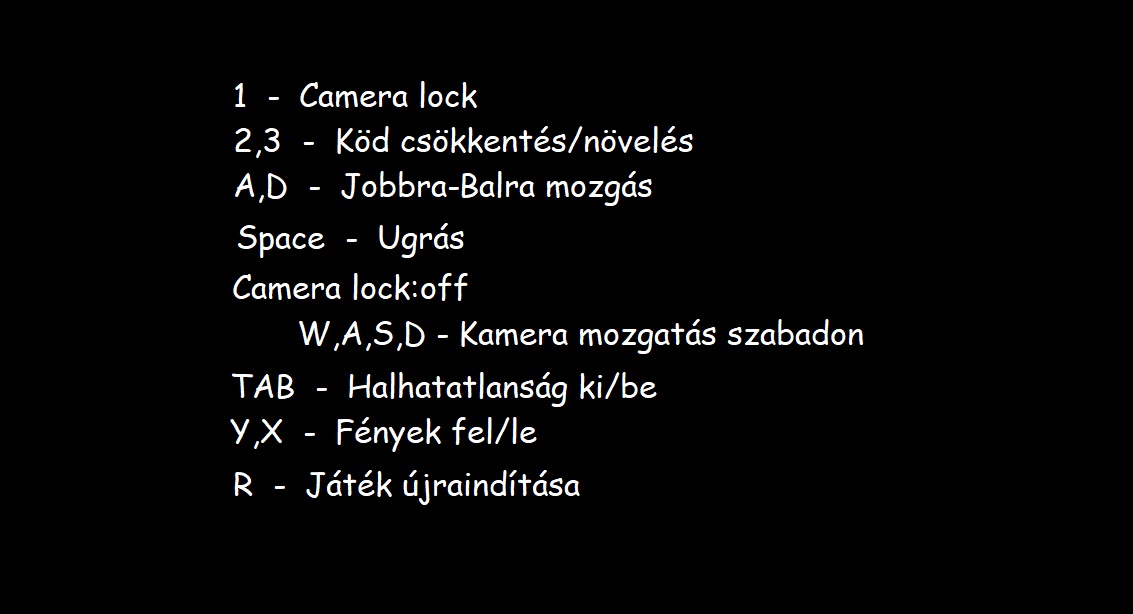 1 - Camera lock
2,3 - Köd csökkentés/növelés
A,D - Jobbra-Balra mozgás
Space - Ugrás
Camera lock:off
W,A,S,D - Kamera mozgatás szabadon
TAB - Halhatatlanság ki/be
Y,X - Fények fel/le
R - Játék újraindítása